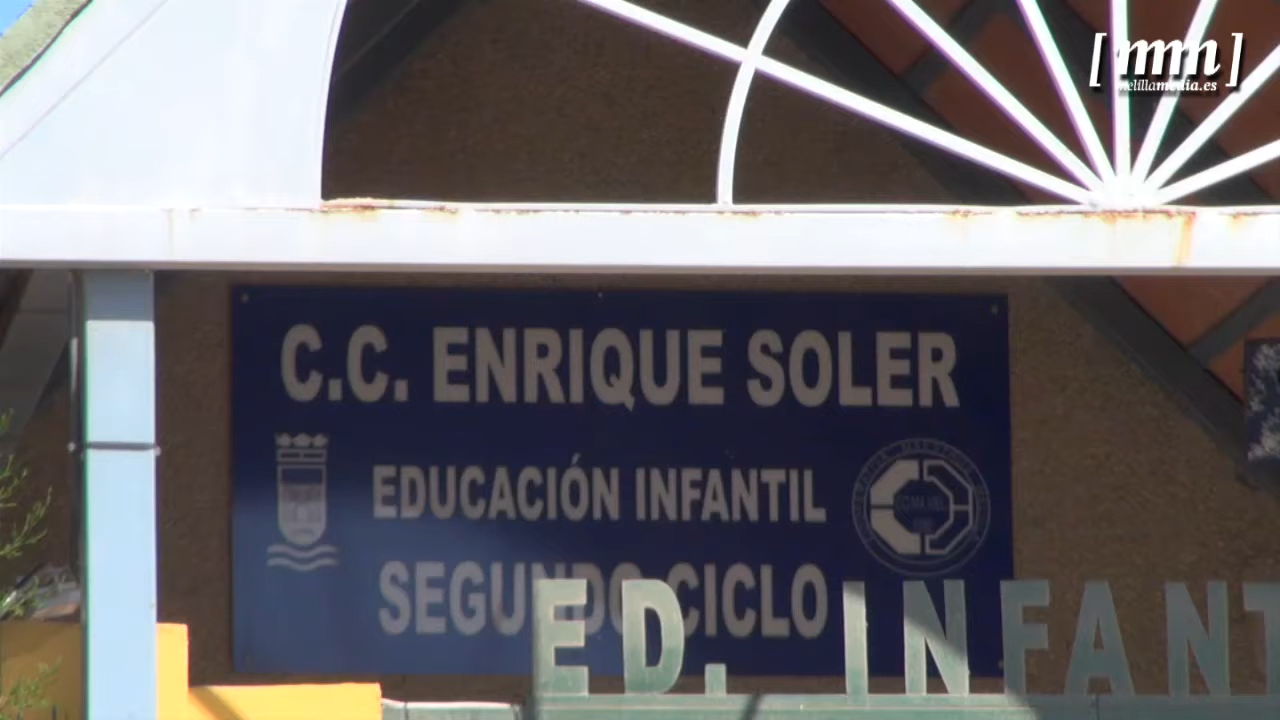 [mm]
melillamedia.es
C.C. ENRIQUE SOLER
EDUCACIÓN INFANTIL
SEGUNDO CICLO
ED. INFANT